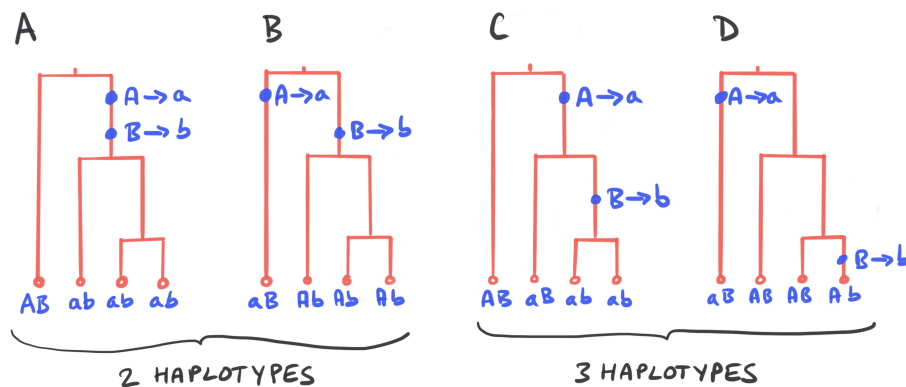 A B C D
A→a A→a A→a A→a
B→b B→b
B→b
B→b
AB ab ab ab aB Ab Ab Ab AB aB ab ab aB AB AB Ab
2 HAPLOTYPES 3 HAPLOTYPES